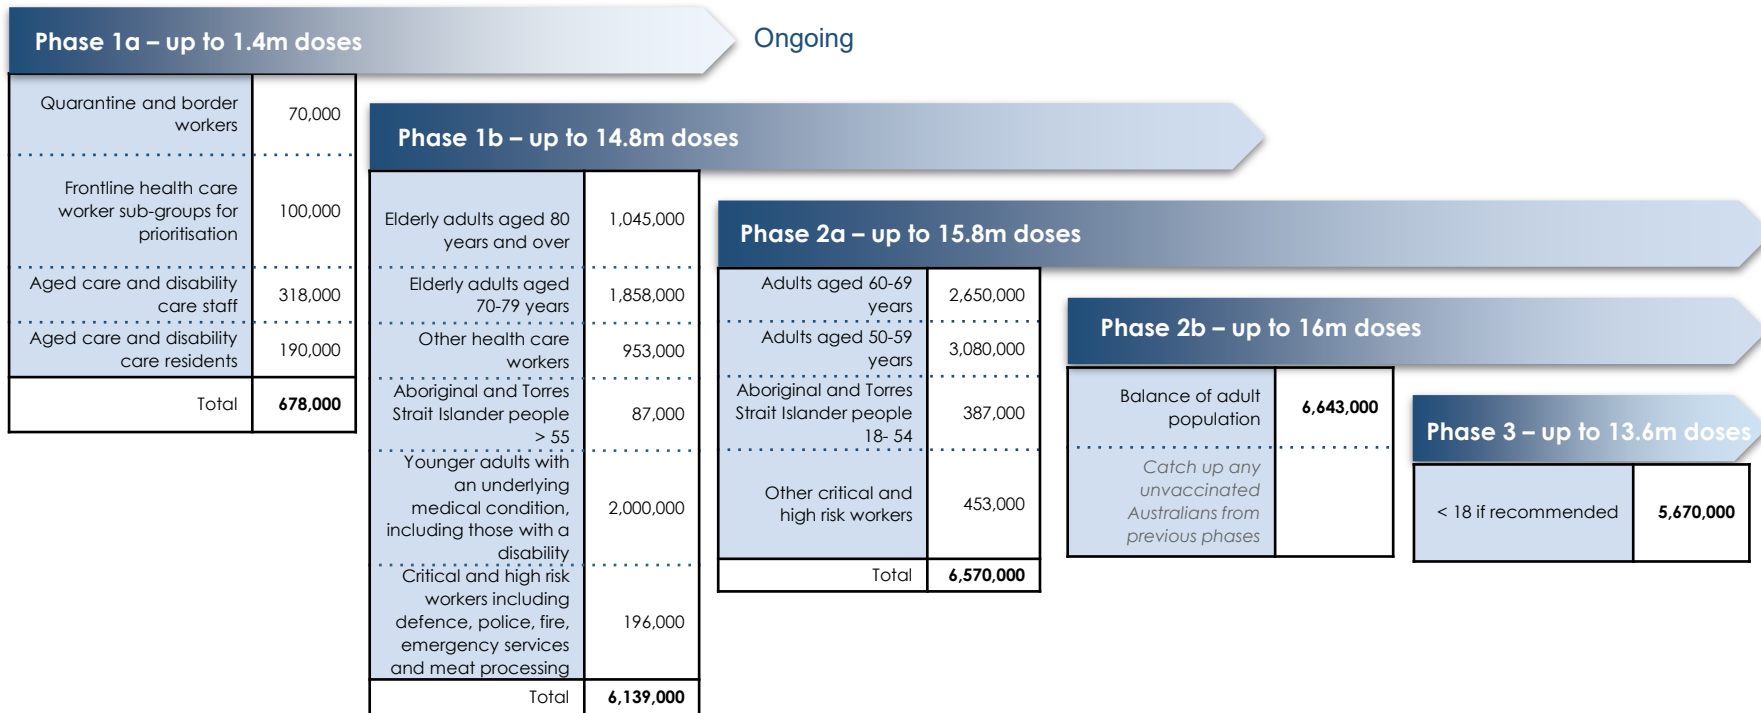 Phase 1a – up to 1.4m doses
Ongoing
Quarantine and border
workers
70,000
Frontline health care
worker sub-groups for
prioritisation
100,000
Aged care and disability
care staff
318,000
Aged care and disability
care residents
190,000
Total
678,000
Phase 1b – up to 14.8m doses
Elderly adults aged 80
years and over
1,045,000
Elderly adults aged
70-79 years
1,858,000
Other health care
workers
953,000
Aboriginal and Torres
Strait Islander people
> 55
87,000
Younger adults with
an underlying
medical condition,
including those with a
disability
2,000,000
Critical and high risk
workers including
defence, police, fire,
emergency services
and meat processing
196,000
Total
6,139,000
Phase 2a – up to 15.8m doses
Adults aged 60-69
years
2,650,000
Adults aged 50-59
years
3,080,000
Aboriginal and Torres
Strait Islander people
18- 54
387,000
Other critical and
high risk workers
453,000
Total
6,570,000
Phase 2b – up to 16m doses
Balance of adult
population
6,643,000
Catch up any
unvaccinated
Australians from
previous phases
Phase 3 – up to 13.6m doses
< 18 if recommended
5,670,000